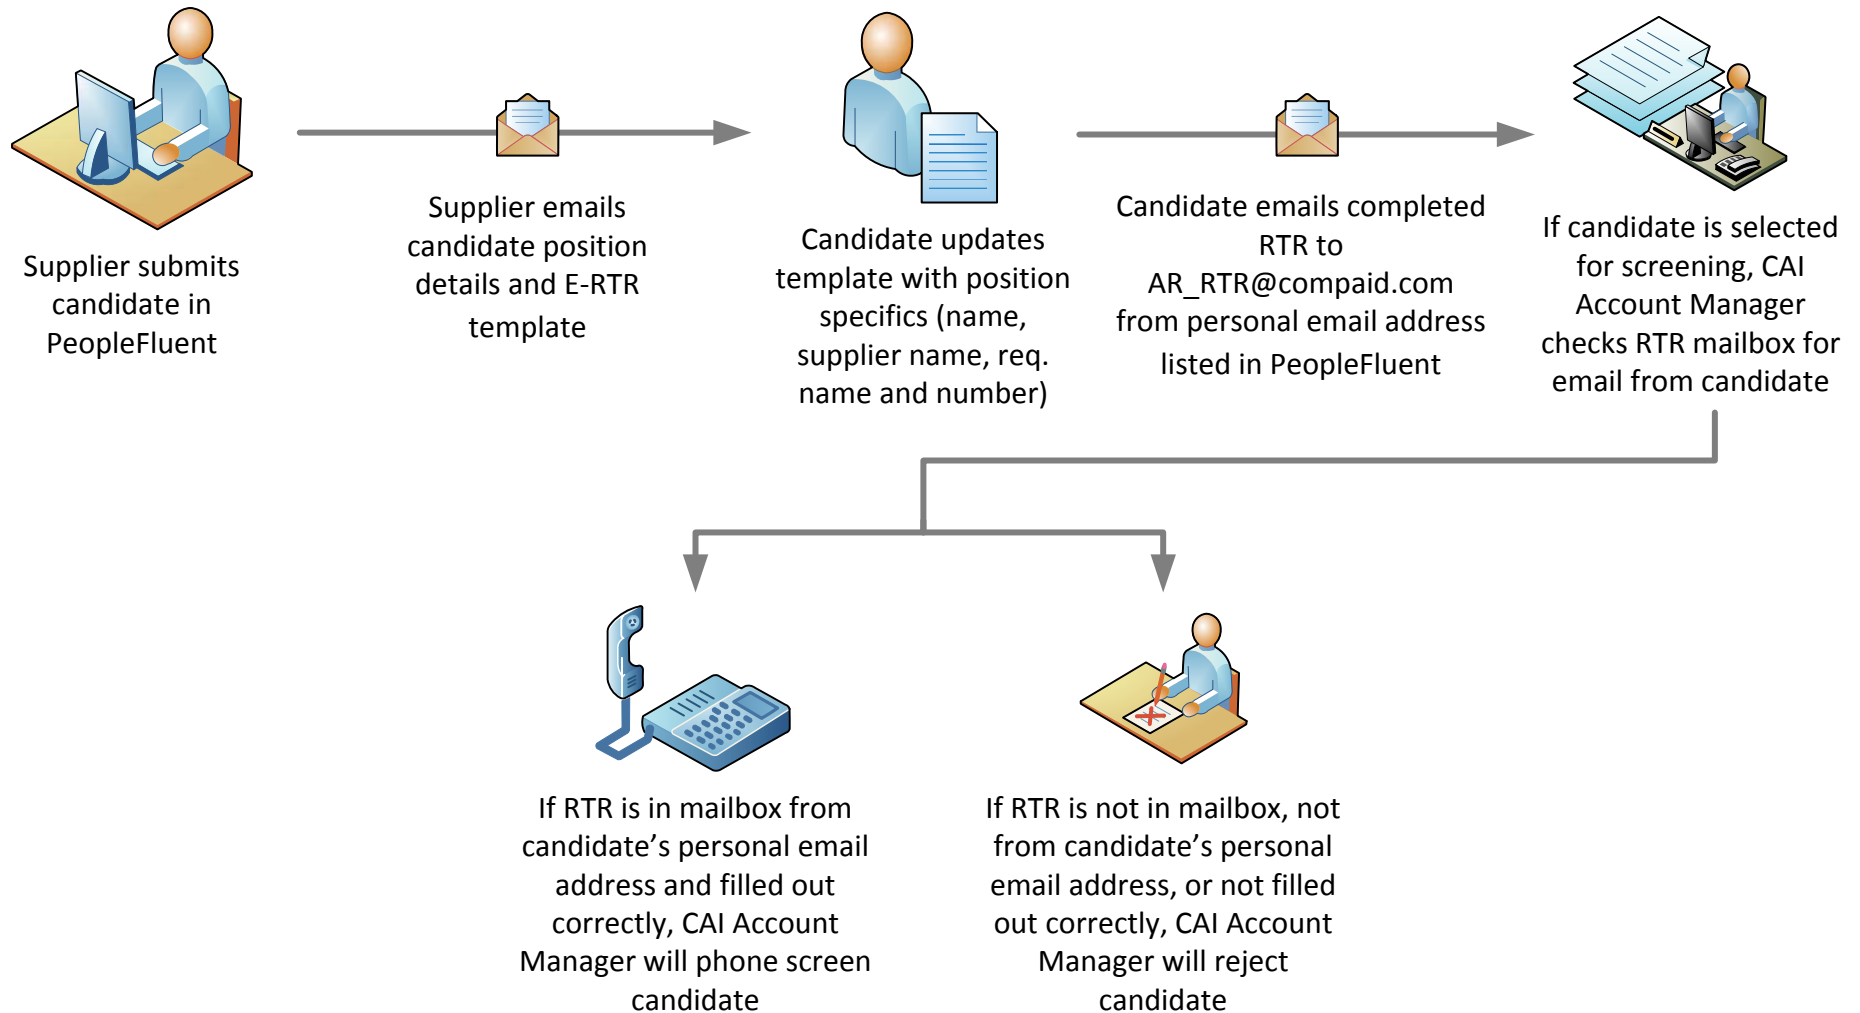 Supplier submits
candidate in
PeopleFluent
Supplier emails
candidate position
details and E-RTR
template
Candidate updates
template with position
specifics (name,
supplier name, req.
name and number)
Candidate emails completed
RTR to
AR_RTR@compaid.com
from personal email address
listed in PeopleFluent
If candidate is selected
for screening, CAI
Account Manager
checks RTR mailbox for
email from candidate
If RTR is in mailbox from
candidate’s personal email
address and filled out
correctly, CAI Account
Manager will phone screen
candidate
If RTR is not in mailbox, not
from candidate’s personal
email address, or not filled
out correctly, CAI Account
Manager will reject
candidate